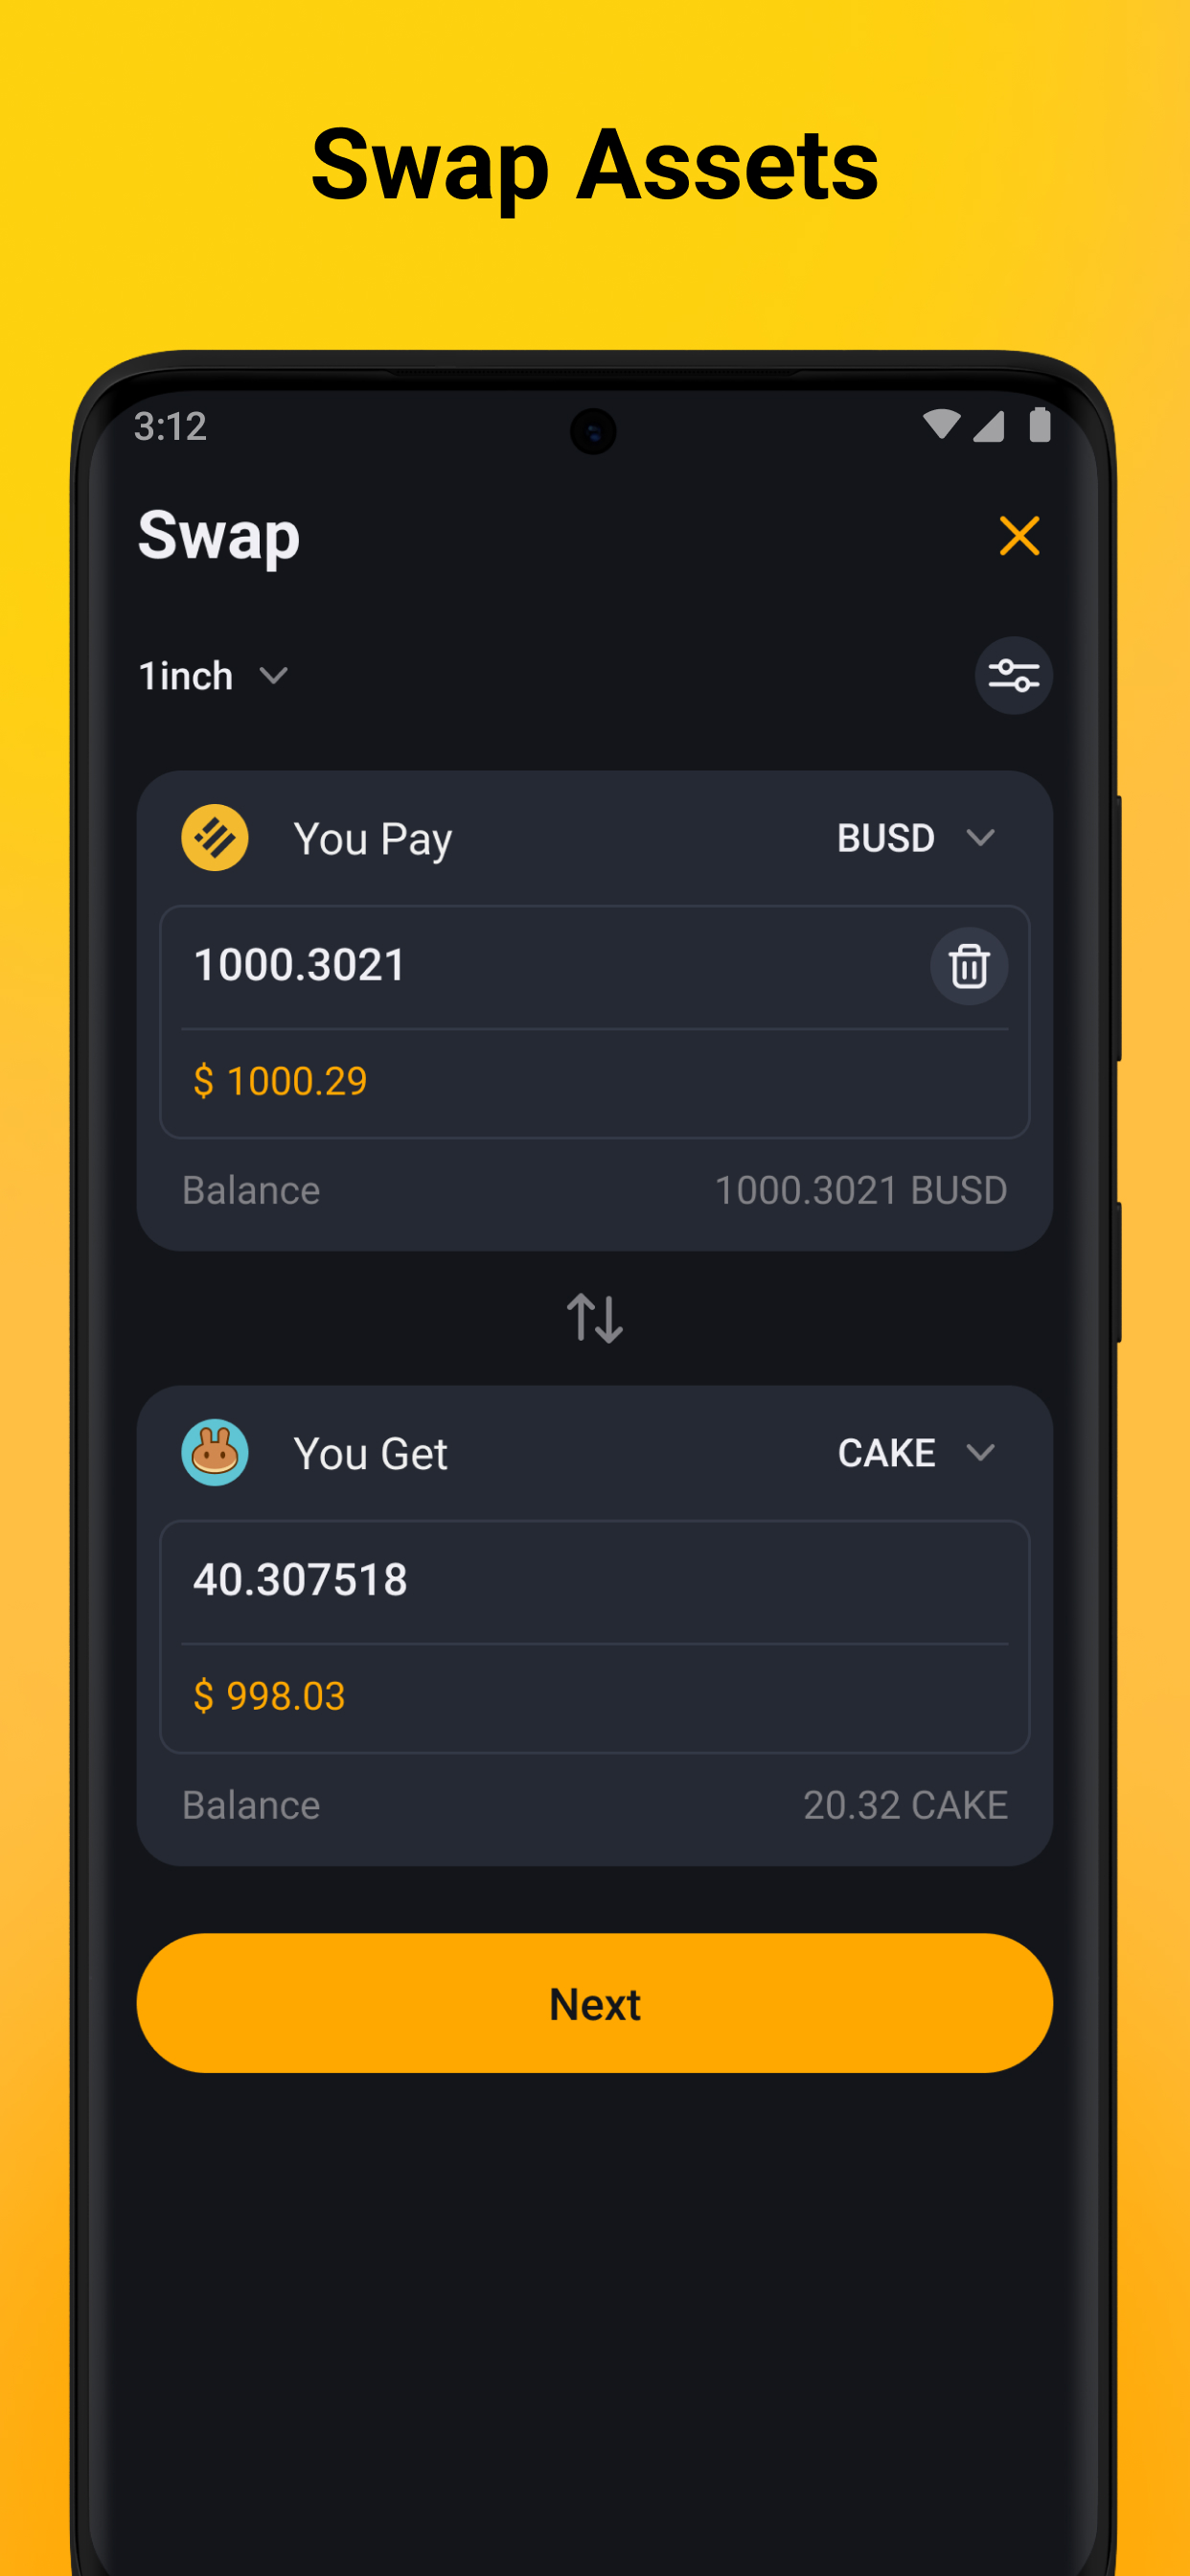 Swap Assets
3:12
Swap
1inch
You Pay BUSD
1000.3021
$ 1000.29
Balance 1000.3021 BUSD
You Get CAKE
40.307518
$ 998.03
Balance 20.32 CAKE
Next